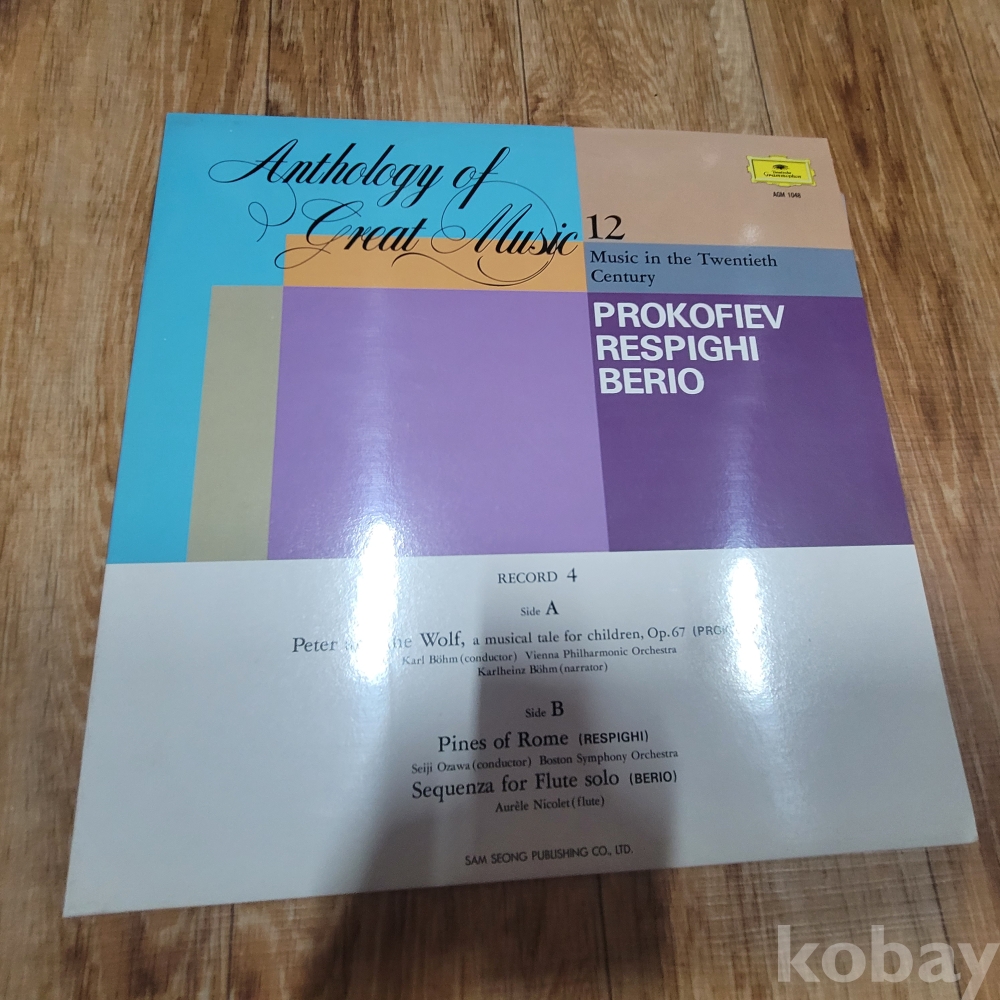 Anthology of
Great Music 12
Deutsche
Grammophon
AGM 1048
Music in the Twentieth
Century
PROKOFIEV
RESPIGHI
BERIO
RECORD 4
Side A
Peter Wolf, a musical tale for children, Op.67
Karl Böhm (conductor) Vienna Philharmonic Orchestra
Karlheinz Böhm (narrator)
Side B
Pines of Rome (RESPIGHI)
Seiji Ozawa (conductor) Boston Symphony Orchestra
Sequenza for Flute solo (BERIO)
Aurèle Nicolet (flute)
SAM SEONG PUBLISHING CO., LTD.
kobay